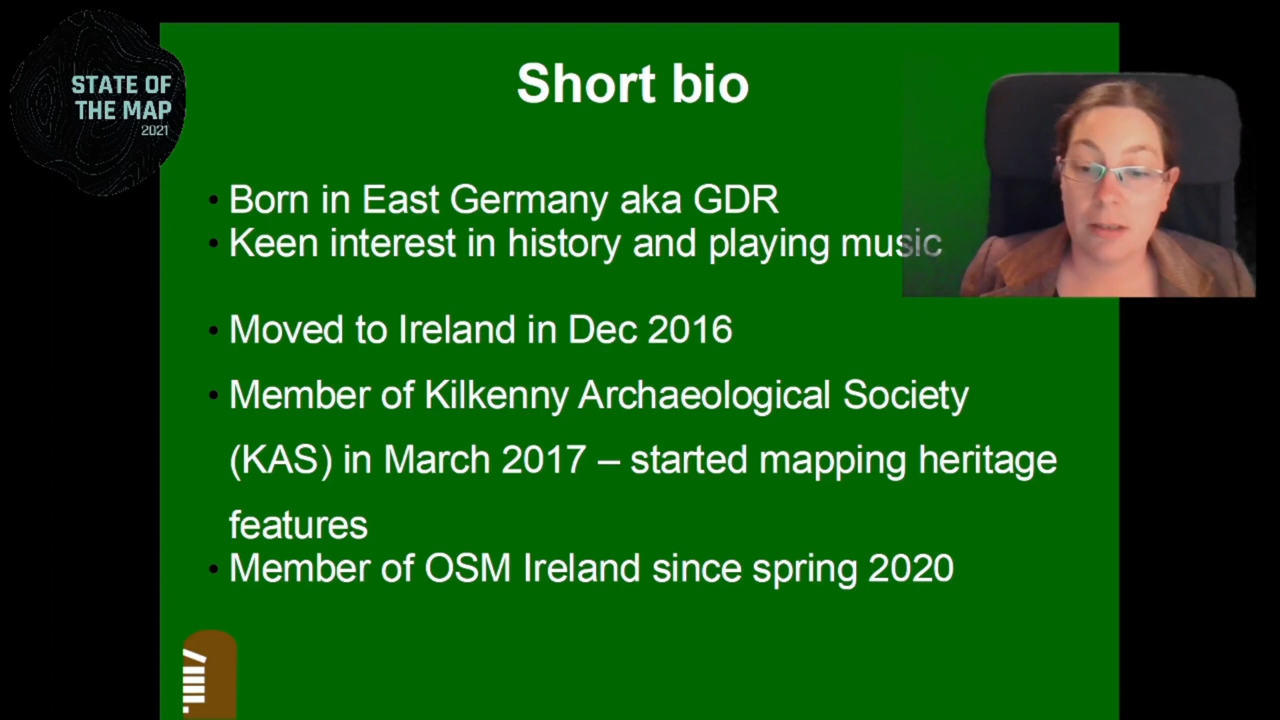 STATE OF
THE MAP
2021
Short bio
• Born in East Germany aka GDR
• Keen interest in history and playing music
• Moved to Ireland in Dec 2016
• Member of Kilkenny Archaeological Society
(KAS) in March 2017 – started mapping heritage
features
• Member of OSM Ireland since spring 2020